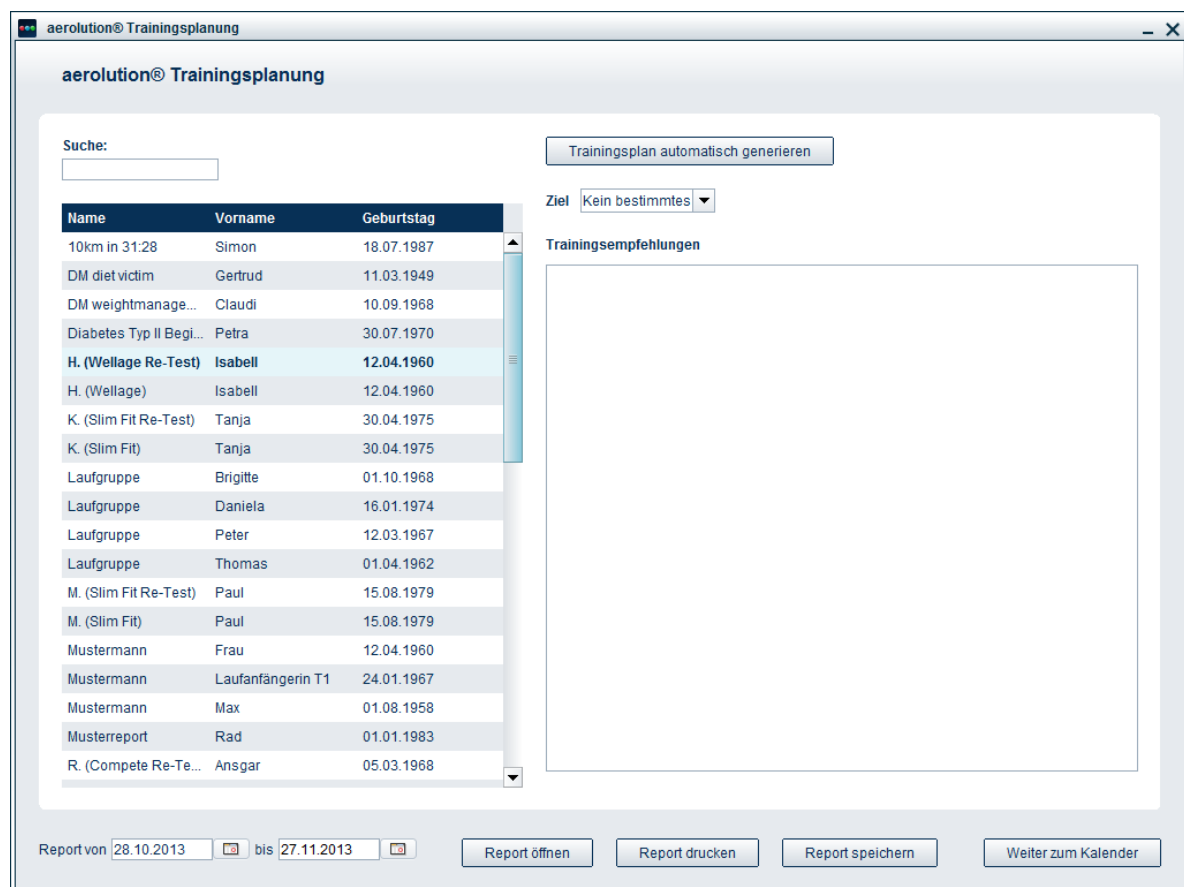 aerolution® Trainingsplanung
aerolution® Trainingsplanung
Suche:
Trainingsplan automatisch generieren
Ziel Kein bestimmtes
Trainingsempfehlungen
Name Vorname Geburtstag
10km in 31:28 Simon 18.07.1987
DM diet victim Gertrud 11.03.1949
DM weightmanage... Claudi 10.09.1968
Diabetes Typ II Begi... Petra 30.07.1970
H. (Wellage Re-Test) Isabell 12.04.1960
H. (Wellage) Isabell 12.04.1960
K. (Slim Fit Re-Test) Tanja 30.04.1975
K. (Slim Fit) Tanja 30.04.1975
Laufgruppe Brigitte 01.10.1968
Laufgruppe Daniela 16.01.1974
Laufgruppe Peter 12.03.1967
Laufgruppe Thomas 01.04.1962
M. (Slim Fit Re-Test) Paul 15.08.1979
M. (Slim Fit) Paul 15.08.1979
Mustermann Frau 12.04.1960
Mustermann Laufanfängerin T1 24.01.1967
Mustermann Max 01.08.1958
Musterreport Rad 01.01.1983
R. (Compete Re-Te... Ansgar 05.03.1968
Report von 28.10.2013 bis 27.11.2013 Report öffnen Report drucken Report speichern Weiter zum Kalender